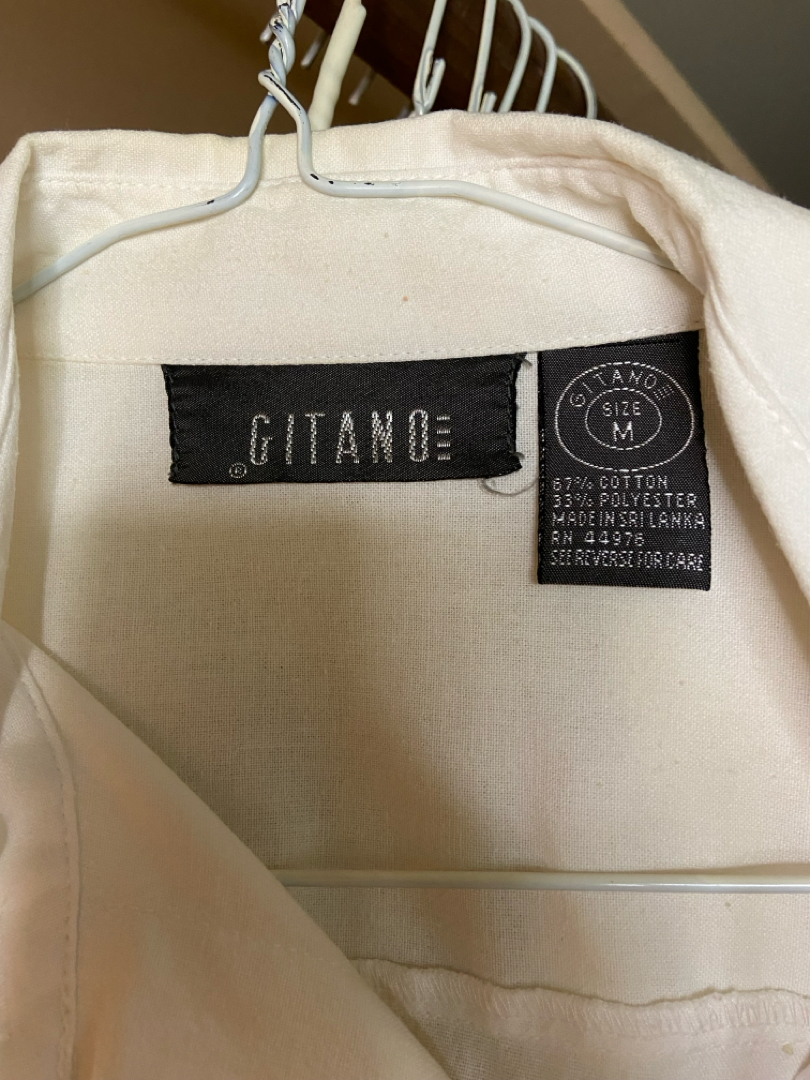 GITANO
®
GITANO
SIZE
M
67% COTTON
33% POLYESTER
MADE IN SRI LANKA
RN 44976
SEE REVERSE FOR CARE